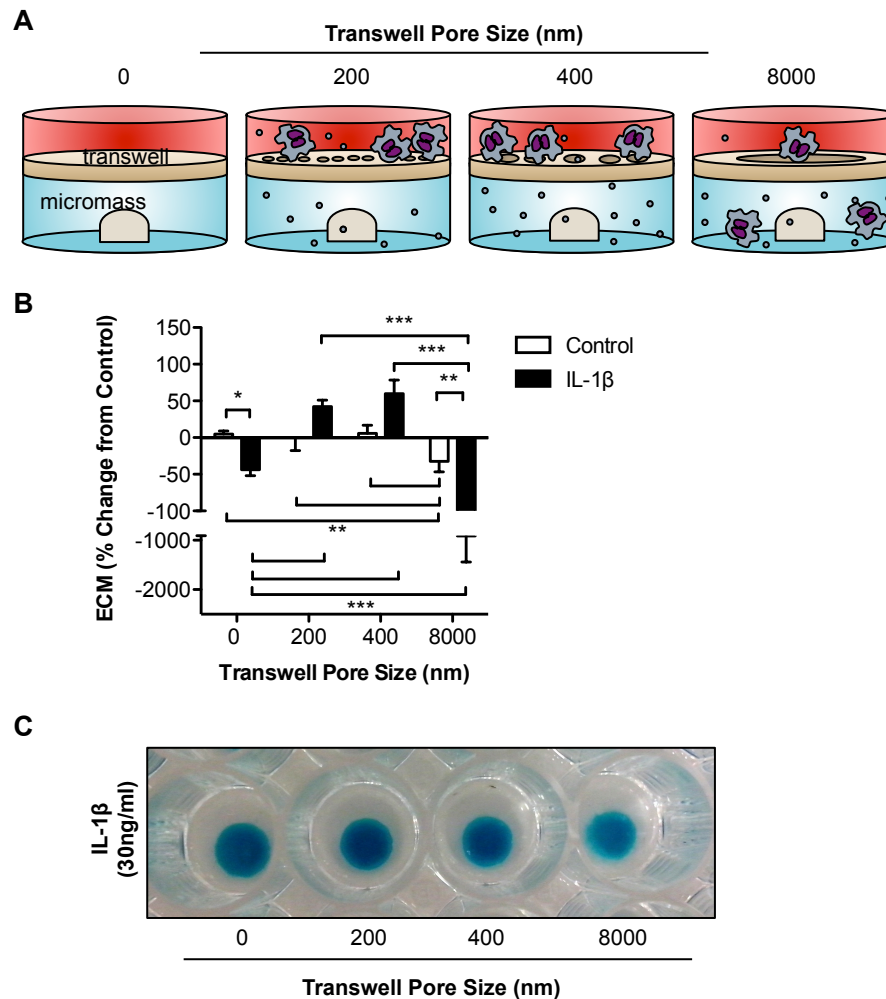 A
Transwell Pore Size (nm)
0 200 400 8000
transwell
micromass
B
ECM (% Change from Control)
150
100
50
0
-50
-100
-1000
-2000
***
***
**
*
**
***
Control
IL-1β
0 200 400 8000
Transwell Pore Size (nm)
C
IL-1β
(30ng/ml)
0 200 400 8000
Transwell Pore Size (nm)